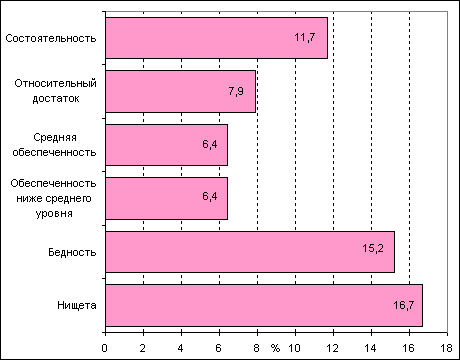 Состоятельность
11,7
Относительный
достаток
7,9
Средняя
обеспеченность
6,4
Обеспеченность
ниже среднего
уровня
6,4
Бедность
15,2
Нищета
16,7
0 2 4 6 8 % 10 12 14 16 18